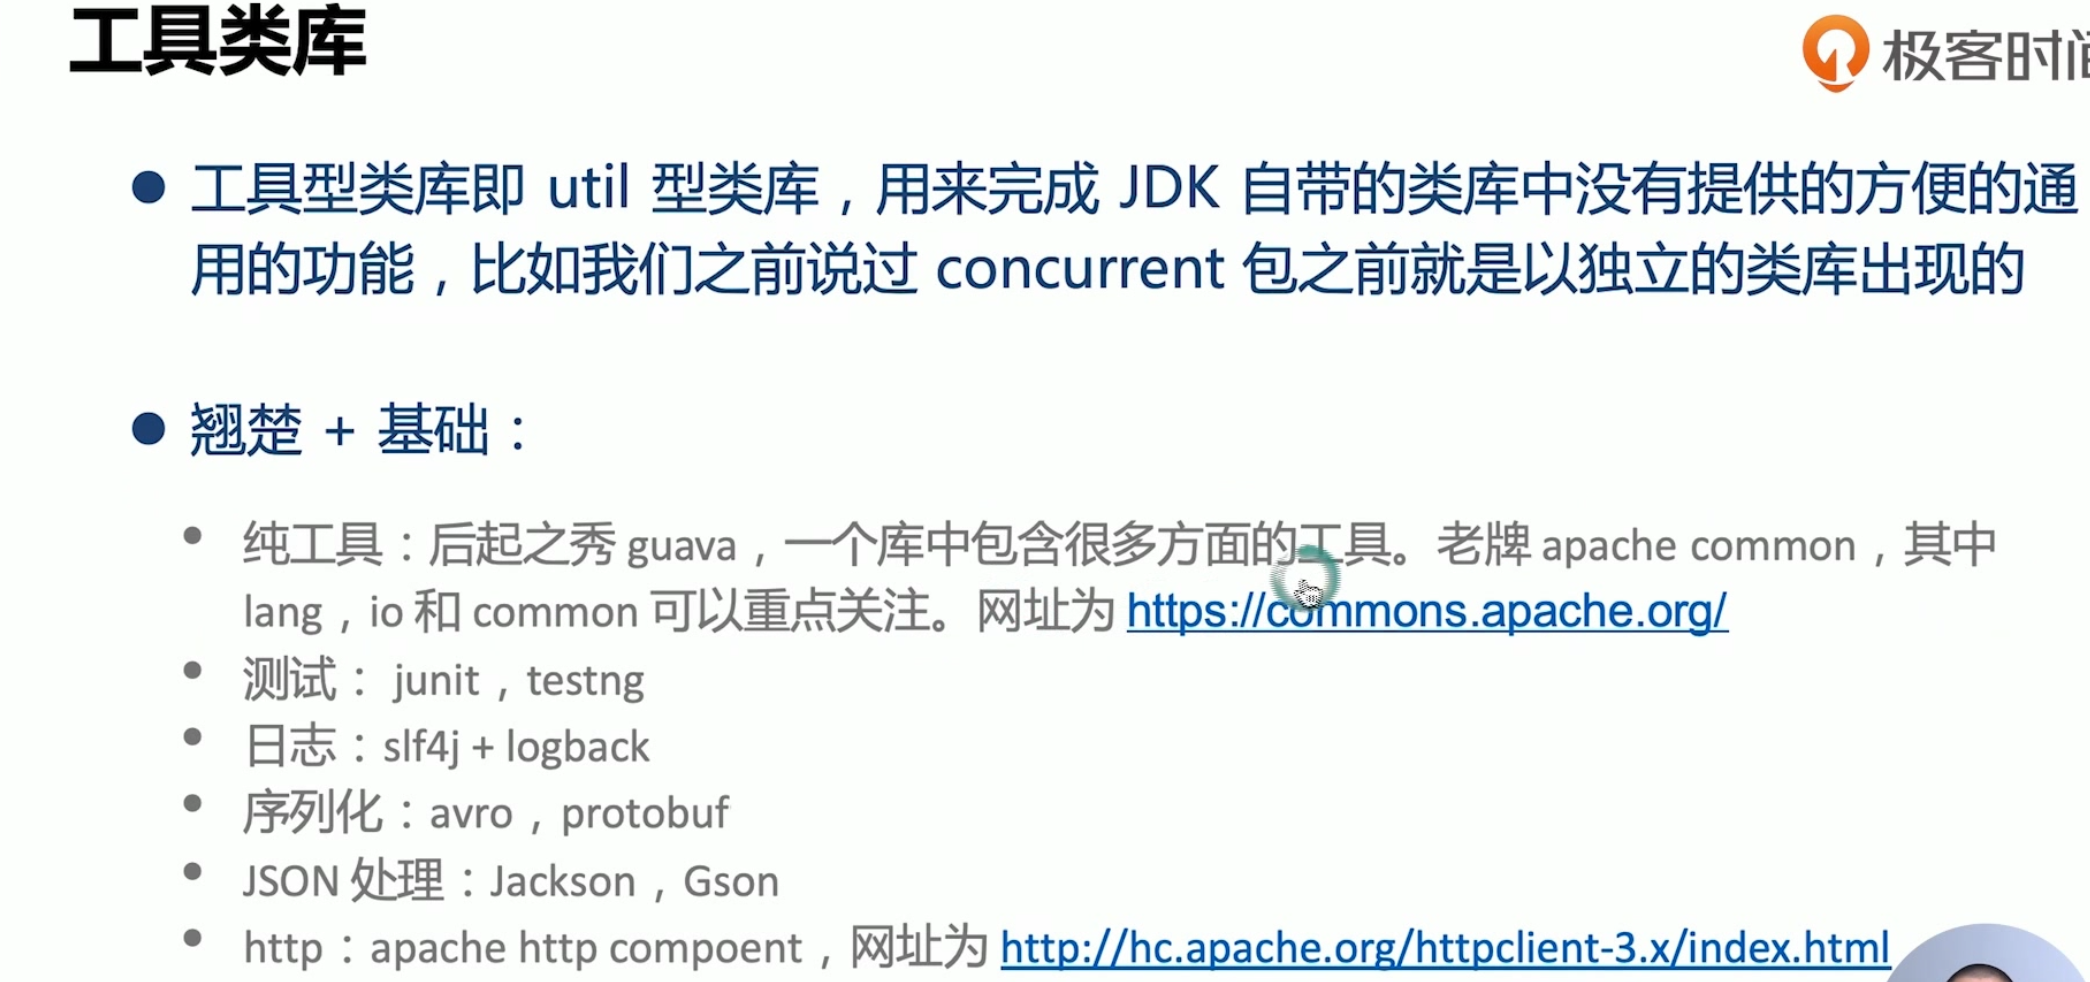 工具类库
极客时间
● 工具型类库即 util 型类库，用来完成 JDK 自带的类库中没有提供的方便的通
用的功能，比如我们之前说过 concurrent 包之前就是以独立的类库出现的
● 翘楚 + 基础：
• 纯工具：后起之秀 guava，一个库中包含很多方面的工具。老牌 apache common，其中
lang，io 和 common 可以重点关注。网址为 https://commons.apache.org/
• 测试： junit，testng
• 日志：slf4j + logback
• 序列化：avro，protobuf
• JSON 处理：Jackson，Gson
• http：apache http compoent，网址为 http://hc.apache.org/httpclient-3.x/index.html